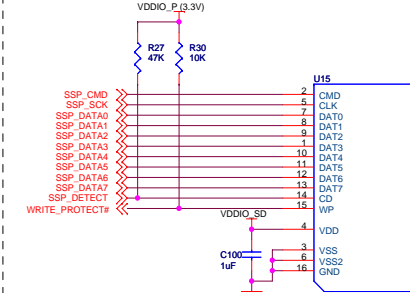 VDDIO_P (3.3V)
R27
47K
R30
10K
U15
SSP_CMD 2 CMD
SSP_SCK 5 CLK
SSP_DATA0 7 DAT0
SSP_DATA1 8 DAT1
SSP_DATA2 9 DAT2
SSP_DATA3 1 DAT3
SSP_DATA4 10 DAT4
SSP_DATA5 11 DAT5
SSP_DATA6 12 DAT6
SSP_DATA7 13 DAT7
SSP_DETECT 14 CD
WRITE_PROTECT# 15 WP
VDDIO_SD
4 VDD
C100
1uF
3 VSS
6 VSS2
16 GND